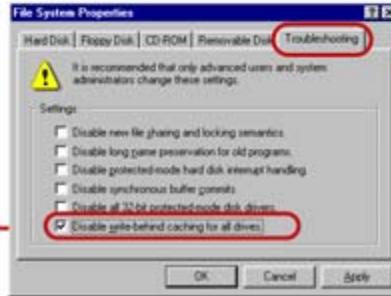 File System Properties
Hard Disk Floppy Disk CD-ROM Removable Disk Troubleshooting
It is recommended that only advanced users and system
administrators change these settings.
Settings
Disable new file sharing and locking semantics.
Disable long name preservation for old programs.
Disable protected-mode hard disk interrupt handling.
Disable synchronous buffer commits
Disable all 32-bit protected-mode disk drivers.
Disable write-behind caching for all drives.
OK Cancel Apply